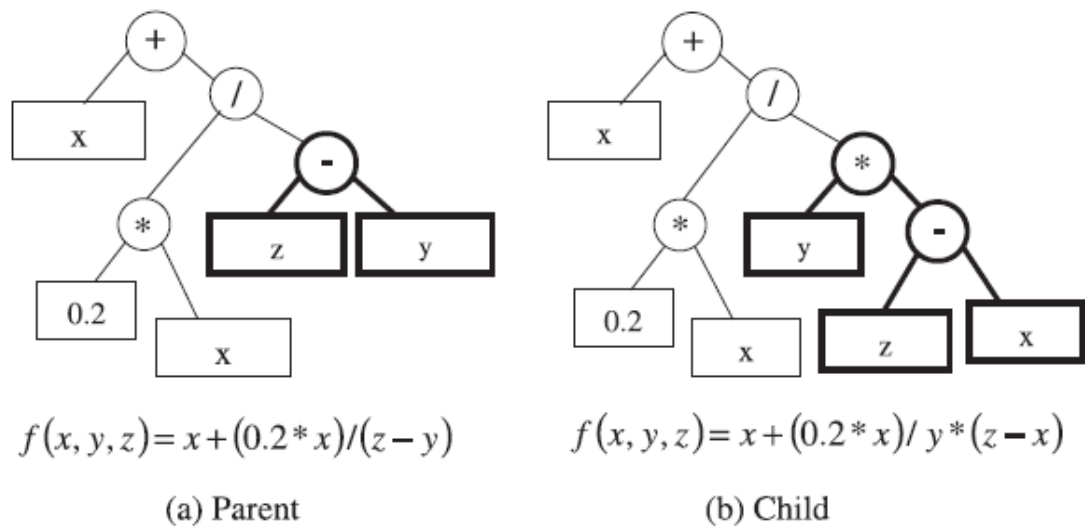 +
/
x
-
*
z
y
0.2
x
f(x, y, z)= x+(0.2* x)/(z− y)
(a) Parent
+
/
x
*
*
y
-
0.2
x
z
x
f(x, y, z)= x+(0.2* x)/ y*(z−x)
(b) Child